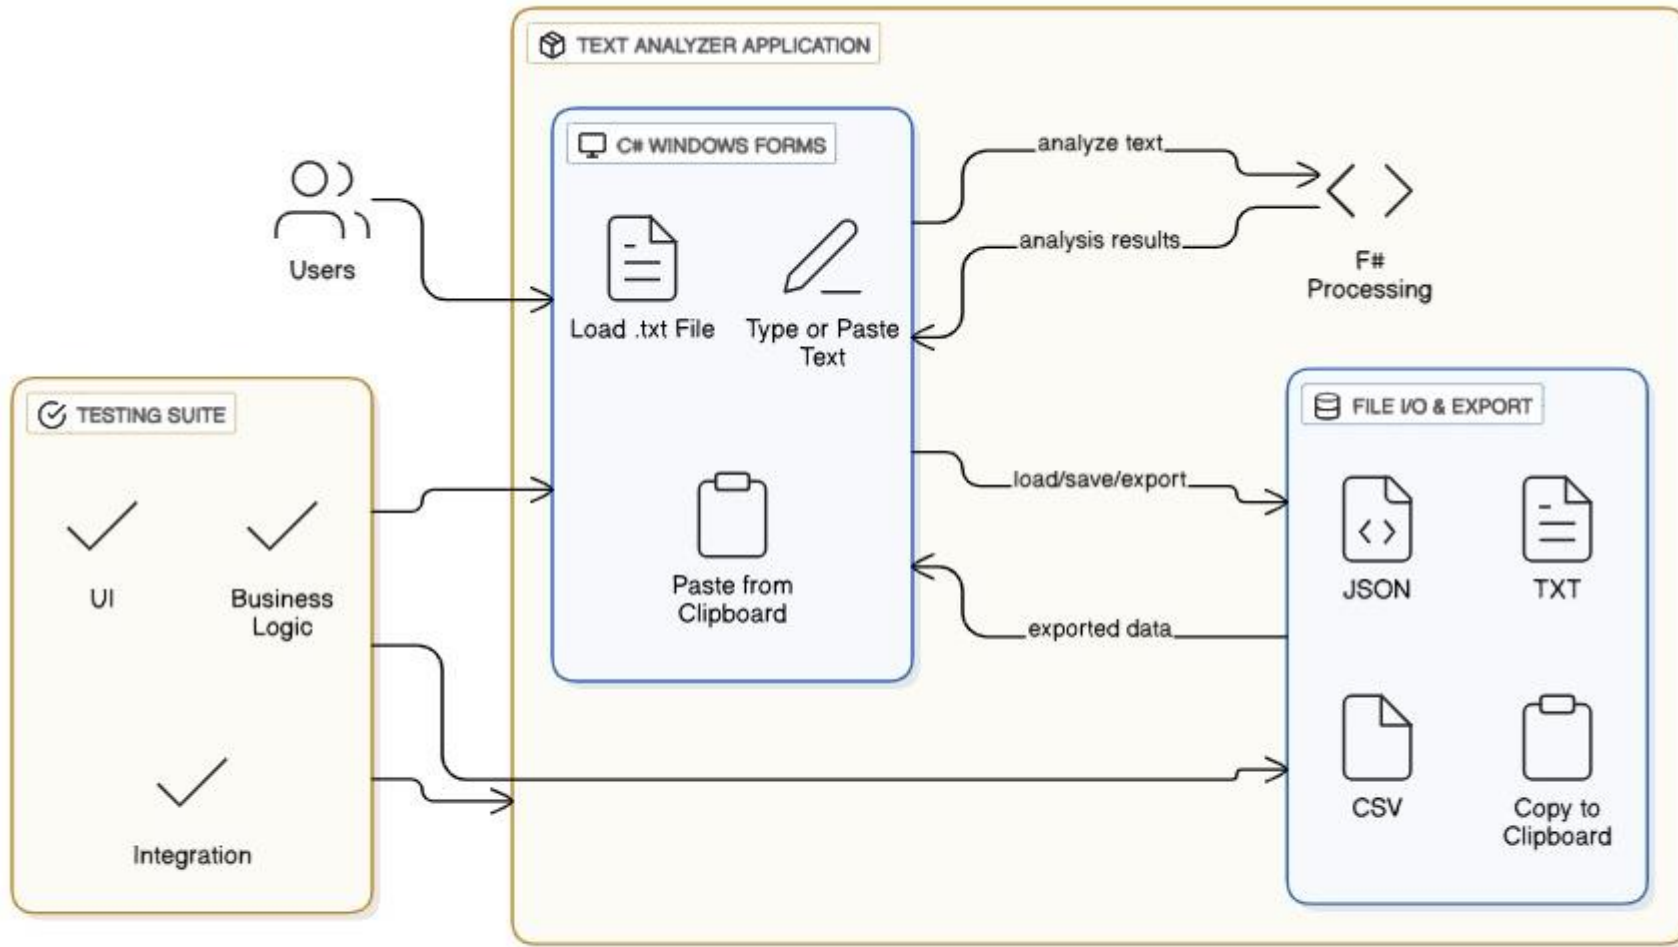 TEXT ANALYZER APPLICATION
C# WINDOWS FORMS
analyze text
Users
Load .txt File
Type or Paste
Text
analysis results
F#
Processing
TESTING SUITE
FILE I/O & EXPORT
load/save/export
UI
Business
Logic
Paste from
Clipboard
JSON
TXT
exported data
Integration
CSV
Copy to
Clipboard